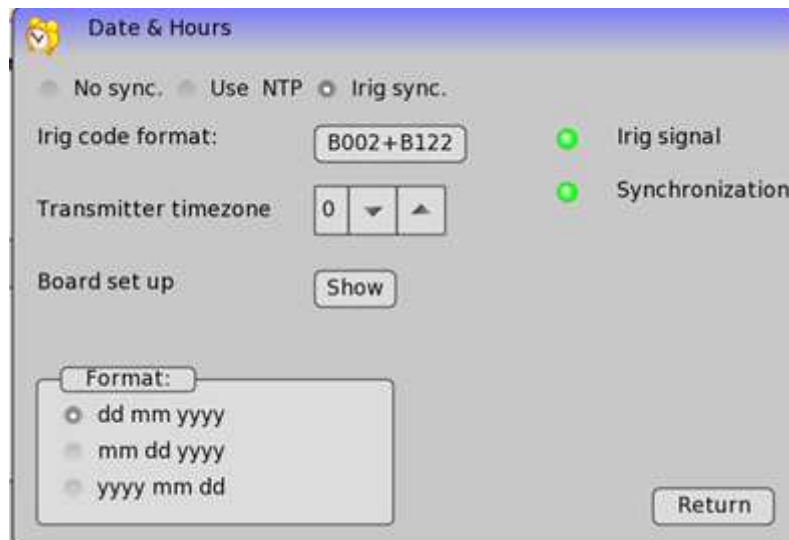 Date & Hours
No sync. Use NTP Irig sync.
Irig code format: B002+B122 Irig signal
Synchronization
Transmitter timezone 0
Board set up Show
Format:
dd mm yyyy
mm dd yyyy
yyyy mm dd
Return